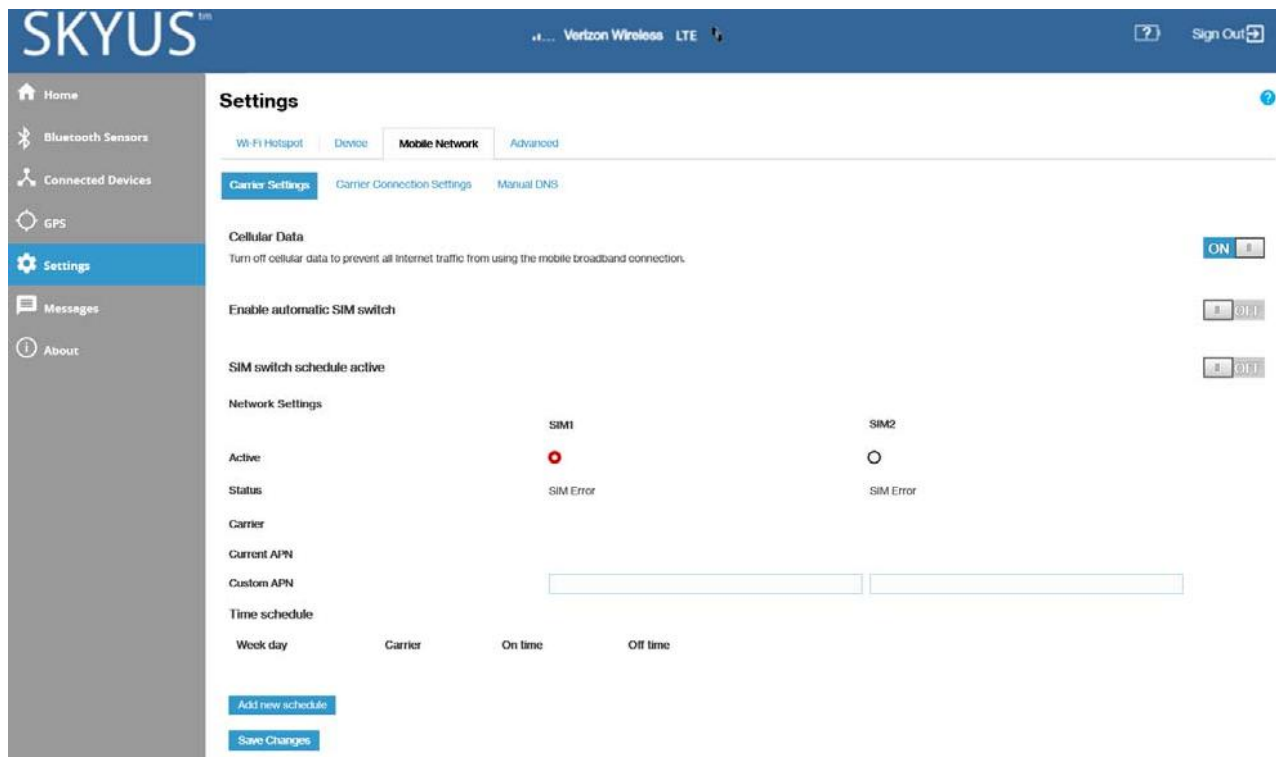 SKYUS tm
Verizon Wireless LTE
? Sign Out
Home
Bluetooth Sensors
Connected Devices
GPS
Settings
Messages
About
Settings
?
Wi-Fi Hotspot Device Mobile Network Advanced
Carrier Settings Carrier Connection Settings Manual DNS
Cellular Data
Turn off cellular data to prevent all Internet traffic from using the mobile broadband connection.
ON
Enable automatic SIM switch
OFF
SIM switch schedule active
OFF
Network Settings
SIM1 SIM2
Active
Status SIM Error SIM Error
Carrier
Current APN
Custom APN
Time schedule
Week day Carrier On time Off time
Add new schedule
Save Changes